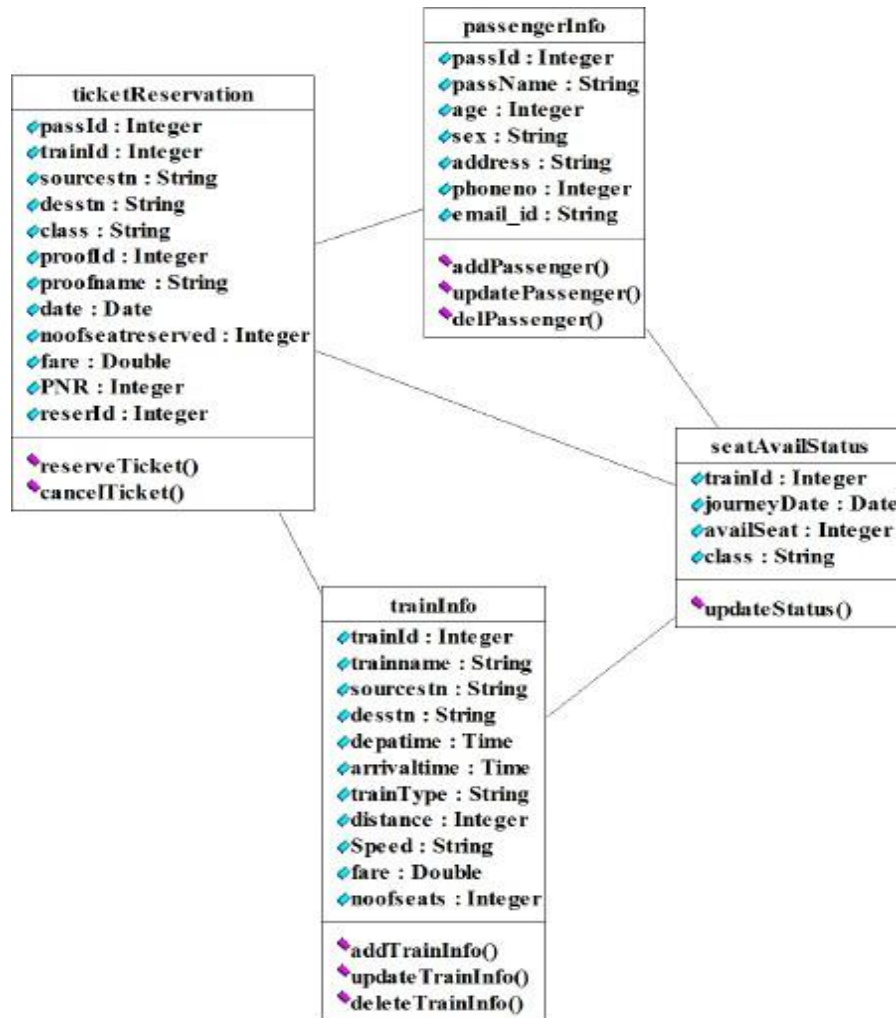 passengerInfo
passId : Integer
passName : String
age : Integer
sex : String
address : String
phoneno : Integer
email_id : String
addPassenger()
updatePassenger()
delPassenger()
ticketReservation
passId : Integer
trainId : Integer
sourcestn : String
desstn : String
class : String
proofId : Integer
proofname : String
date : Date
noofseatreserved : Integer
fare : Double
PNR : Integer
reserId : Integer
reserveTicket()
cancelTicket()
seatAvailStatus
trainId : Integer
journeyDate : Date
availSeat : Integer
class : String
updateStatus()
trainInfo
trainId : Integer
trainname : String
sourcestn : String
desstn : String
depatime : Time
arrivaltime : Time
trainType : String
distance : Integer
Speed : String
fare : Double
noofseats : Integer
addTrainInfo()
updateTrainInfo()
deleteTrainInfo()